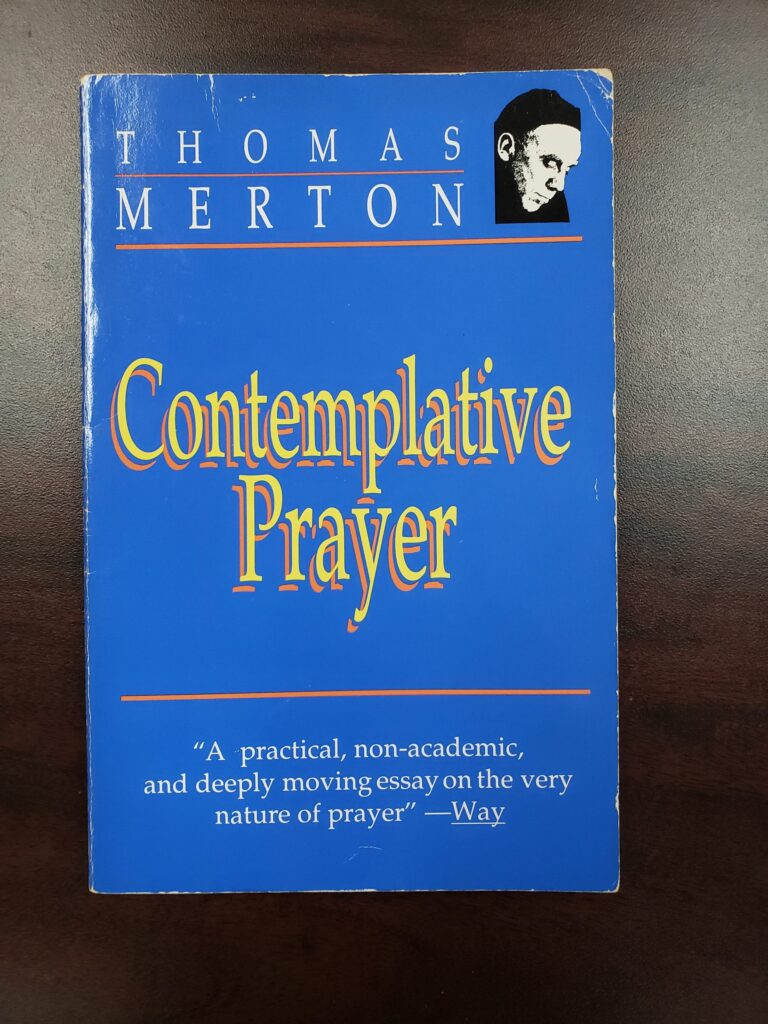 THOMAS
MERTON
Contemplative
Prayer
“A practical, non-academic,
and deeply moving essay on the very
nature of prayer” —Way